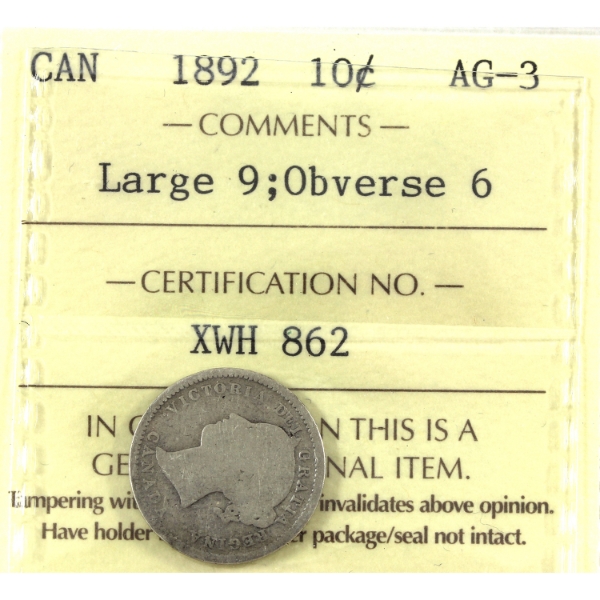 CAN 1892 10¢ AG-3
— COMMENTS —
Large 9;Obverse 6
— CERTIFICATION NO. —
XWH 862
IN N THIS IS A
GE NAL ITEM.
Tampering wit invalidates above opinion.
Have holder package/seal not intact.
VICTORIA DEI GRATIA REGINA CANADA